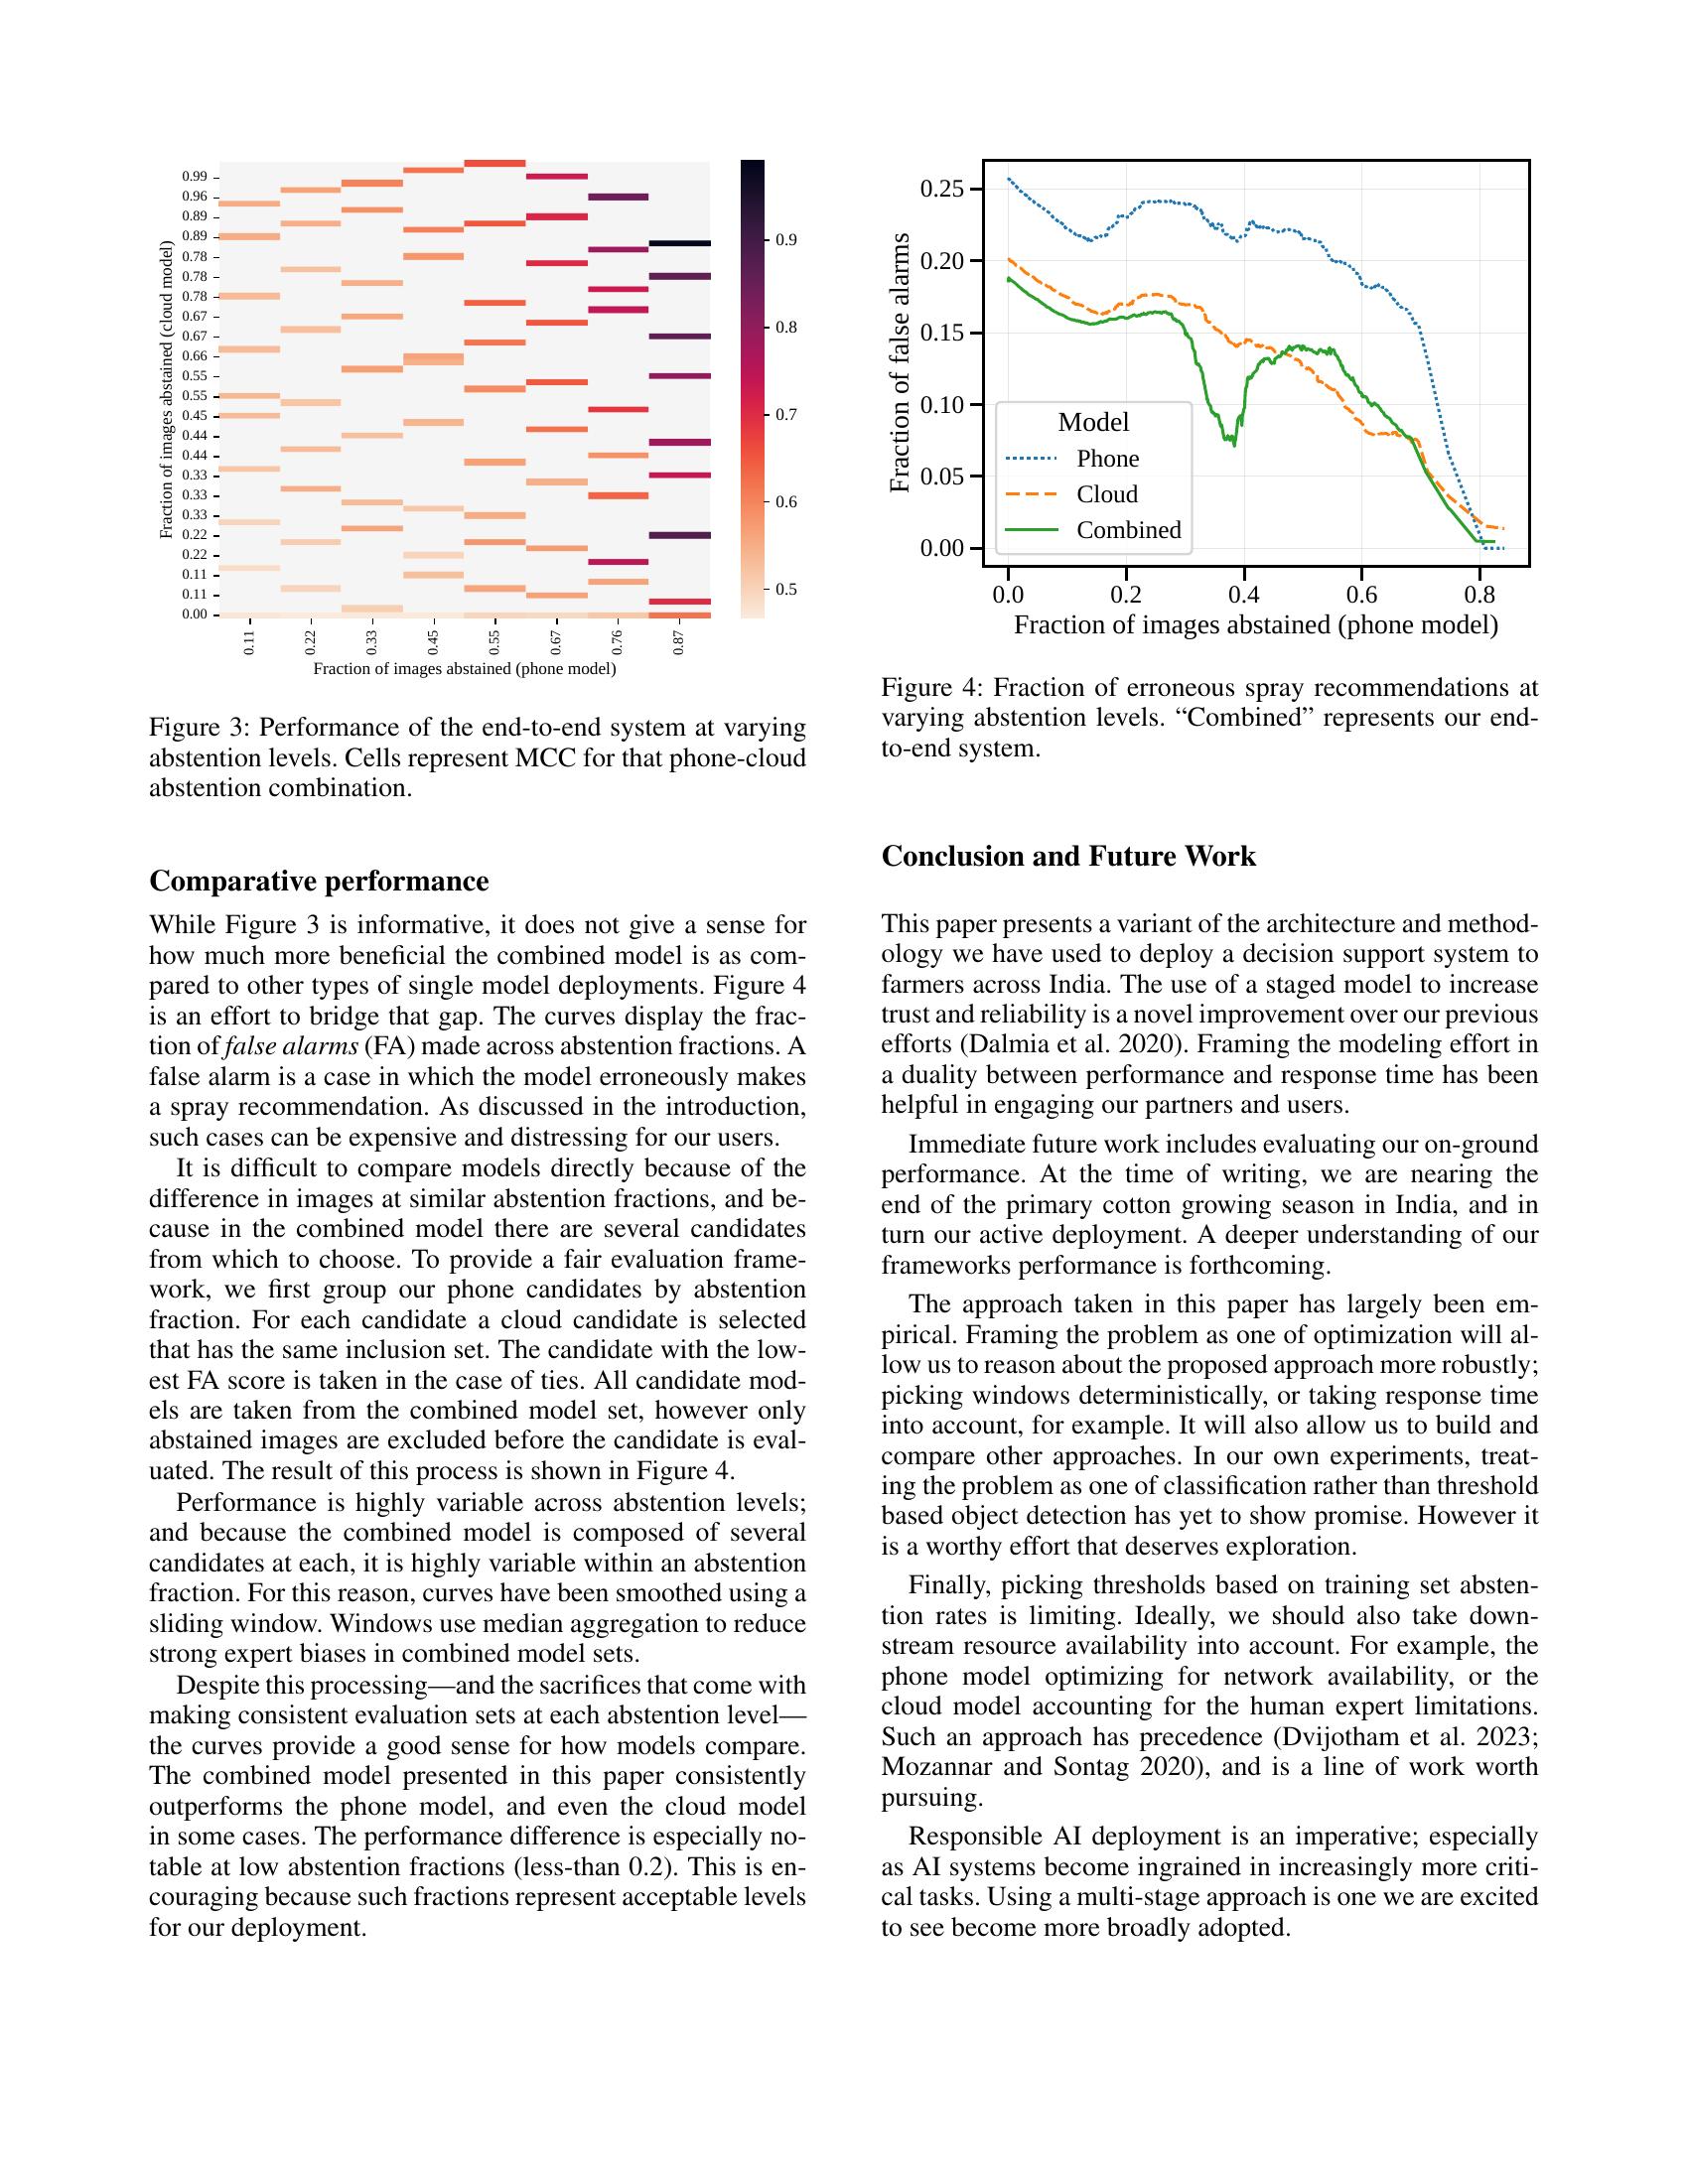 0.99
0.96
0.89
0.89
0.78
0.78
0.78
0.67
0.67
0.66
0.55
0.55
0.45
0.44
0.44
0.33
0.33
0.33
0.22
0.22
0.11
0.11
0.00
Fraction of images abstained (cloud model)
0.11
0.22
0.33
0.45
0.55
0.67
0.76
0.87
Fraction of images abstained (phone model)
0.9
0.8
0.7
0.6
0.5
Figure 3: Performance of the end-to-end system at varying
abstention levels. Cells represent MCC for that phone-cloud
abstention combination.
Comparative performance
While Figure 3 is informative, it does not give a sense for
how much more beneficial the combined model is as com-
pared to other types of single model deployments. Figure 4
is an effort to bridge that gap. The curves display the frac-
tion of false alarms (FA) made across abstention fractions. A
false alarm is a case in which the model erroneously makes
a spray recommendation. As discussed in the introduction,
such cases can be expensive and distressing for our users.
It is difficult to compare models directly because of the
difference in images at similar abstention fractions, and be-
cause in the combined model there are several candidates
from which to choose. To provide a fair evaluation frame-
work, we first group our phone candidates by abstention
fraction. For each candidate a cloud candidate is selected
that has the same inclusion set. The candidate with the low-
est FA score is taken in the case of ties. All candidate mod-
els are taken from the combined model set, however only
abstained images are excluded before the candidate is eval-
uated. The result of this process is shown in Figure 4.
Performance is highly variable across abstention levels;
and because the combined model is composed of several
candidates at each, it is highly variable within an abstention
fraction. For this reason, curves have been smoothed using a
sliding window. Windows use median aggregation to reduce
strong expert biases in combined model sets.
Despite this processing—and the sacrifices that come with
making consistent evaluation sets at each abstention level—
the curves provide a good sense for how models compare.
The combined model presented in this paper consistently
outperforms the phone model, and even the cloud model
in some cases. The performance difference is especially no-
table at low abstention fractions (less-than 0.2). This is en-
couraging because such fractions represent acceptable levels
for our deployment.
0.25
0.20
0.15
0.10
0.05
0.00
Fraction of false alarms
Model
Phone
Cloud
Combined
0.0
0.2
0.4
0.6
0.8
Fraction of images abstained (phone model)
Figure 4: Fraction of erroneous spray recommendations at
varying abstention levels. “Combined” represents our end-
to-end system.
Conclusion and Future Work
This paper presents a variant of the architecture and method-
ology we have used to deploy a decision support system to
farmers across India. The use of a staged model to increase
trust and reliability is a novel improvement over our previous
efforts (Dalmia et al. 2020). Framing the modeling effort in
a duality between performance and response time has been
helpful in engaging our partners and users.
Immediate future work includes evaluating our on-ground
performance. At the time of writing, we are nearing the
end of the primary cotton growing season in India, and in
turn our active deployment. A deeper understanding of our
frameworks performance is forthcoming.
The approach taken in this paper has largely been em-
pirical. Framing the problem as one of optimization will al-
low us to reason about the proposed approach more robustly;
picking windows deterministically, or taking response time
into account, for example. It will also allow us to build and
compare other approaches. In our own experiments, treat-
ing the problem as one of classification rather than threshold
based object detection has yet to show promise. However it
is a worthy effort that deserves exploration.
Finally, picking thresholds based on training set absten-
tion rates is limiting. Ideally, we should also take down-
stream resource availability into account. For example, the
phone model optimizing for network availability, or the
cloud model accounting for the human expert limitations.
Such an approach has precedence (Dvijotham et al. 2023;
Mozannar and Sontag 2020), and is a line of work worth
pursuing.
Responsible AI deployment is an imperative; especially
as AI systems become ingrained in increasingly more criti-
cal tasks. Using a multi-stage approach is one we are excited
to see become more broadly adopted.